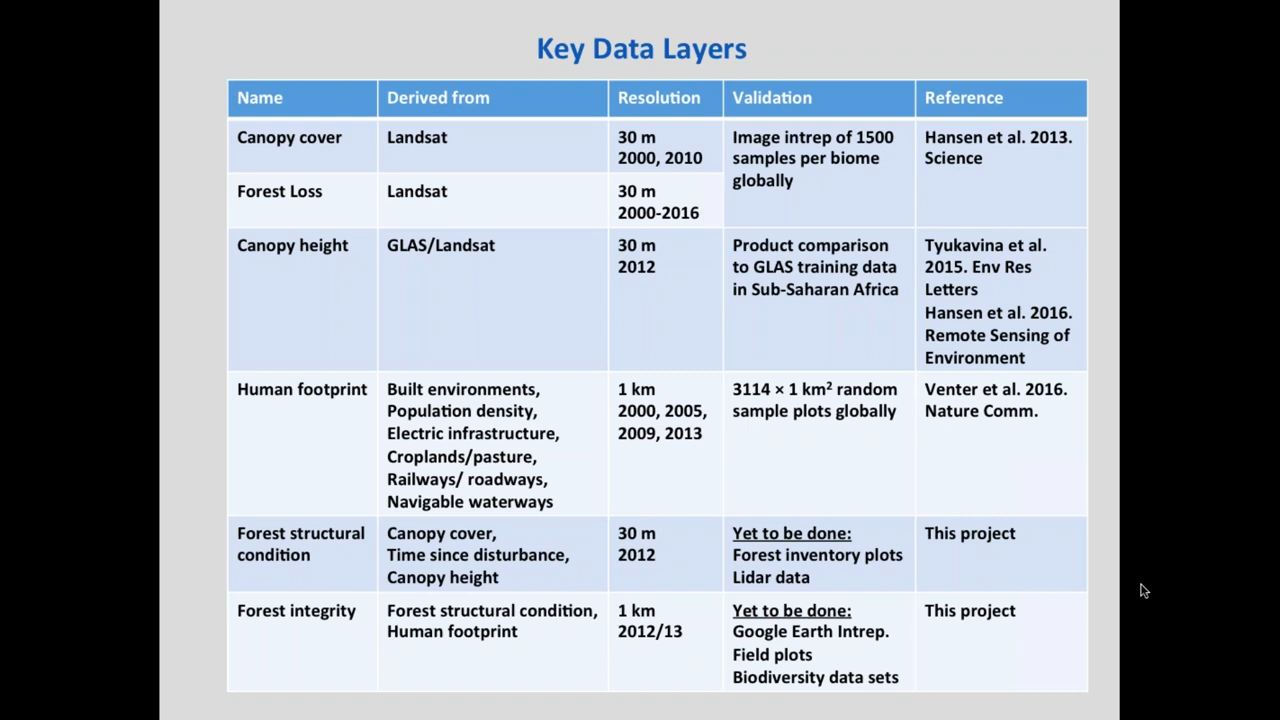 Key Data Layers
Name Derived from Resolution Validation Reference
Canopy cover Landsat 30 m Image intrep of 1500 Hansen et al. 2013.
2000, 2010 samples per biome Science
globally
Forest Loss Landsat 30 m
2000-2016
Canopy height GLAS/Landsat 30 m Product comparison Tyukavina et al.
2012 to GLAS training data 2015. Env Res
in Sub-Saharan Africa Letters
Hansen et al. 2016.
Remote Sensing of
Environment
Human footprint Built environments, 1 km 3114 × 1 km² random Venter et al. 2016.
Population density, 2000, 2005, sample plots globally Nature Comm.
Electric infrastructure, 2009, 2013
Croplands/pasture,
Railways/ roadways,
Navigable waterways
Forest structural Canopy cover, 30 m Yet to be done: This project
condition Time since disturbance, 2012 Forest inventory plots
Canopy height Lidar data
Forest integrity Forest structural condition, 1 km Yet to be done: This project
Human footprint 2012/13 Google Earth Intrep.
Field plots
Biodiversity data sets